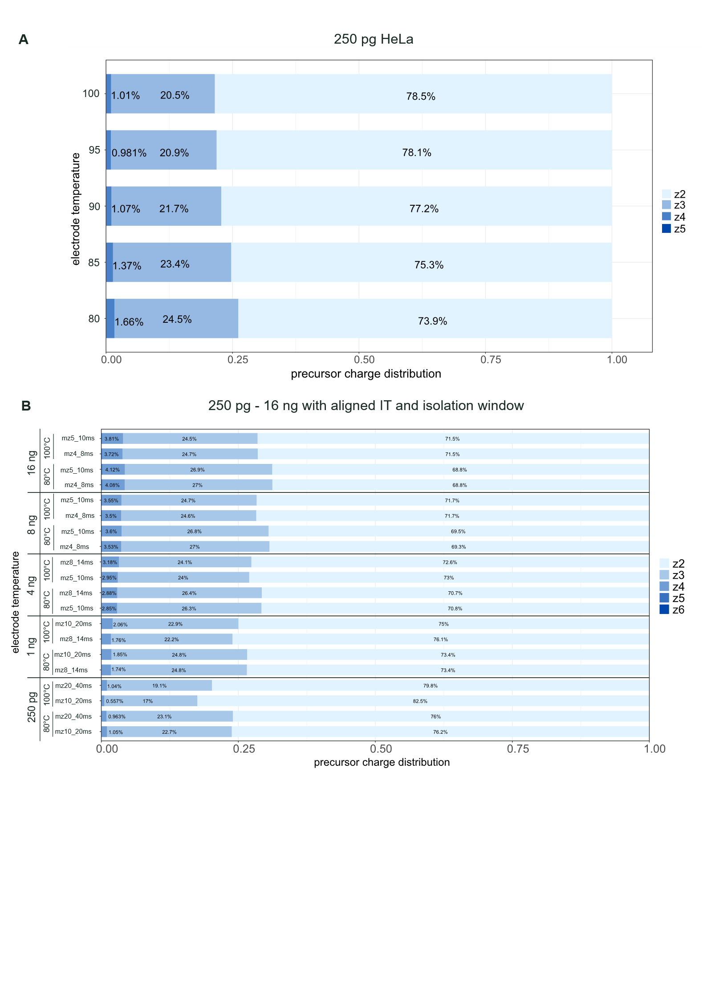 A
250 pg HeLa
electrode temperature
100
1.01% 20.5% 78.5%
95
0.981% 20.9% 78.1%
90
1.07% 21.7% 77.2%
85
1.37% 23.4% 75.3%
80
1.66% 24.5% 73.9%
0.00 0.25 0.50 0.75 1.00
precursor charge distribution
z2
z3
z4
z5
B
250 pg - 16 ng with aligned IT and isolation window
electrode temperature
16 ng
100°C
mz5_10ms 3.81% 24.5% 71.5%
mz4_8ms 3.72% 24.7% 71.5%
80°C
mz5_10ms 4.12% 26.9% 68.8%
mz4_8ms 4.08% 27% 68.8%
8 ng
100°C
mz5_10ms 3.55% 24.7% 71.7%
mz4_8ms 3.5% 24.6% 71.7%
80°C
mz5_10ms 3.6% 26.8% 69.5%
mz4_8ms 3.53% 27% 69.3%
4 ng
100°C
mz8_14ms 3.18% 24.1% 72.6%
mz5_10ms 2.95% 24% 73%
80°C
mz8_14ms 2.88% 26.4% 70.7%
mz5_10ms 2.85% 26.3% 70.8%
1 ng
100°C
mz10_20ms 2.06% 22.9% 75%
mz8_14ms 1.76% 22.2% 76.1%
80°C
mz10_20ms 1.85% 24.8% 73.4%
mz8_14ms 1.74% 24.8% 73.4%
250 pg
100°C
mz20_40ms 1.04% 19.1% 79.8%
mz10_20ms 0.557% 17% 82.5%
80°C
mz20_40ms 0.963% 23.1% 76%
mz10_20ms 1.05% 22.7% 76.2%
0.00 0.25 0.50 0.75 1.00
precursor charge distribution
z2
z3
z4
z5
z6